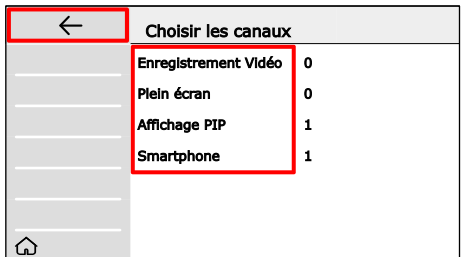 Choisir les canaux
Enregistrement Vidéo 0
Plein écran 0
Affichage PIP 1
Smartphone 1